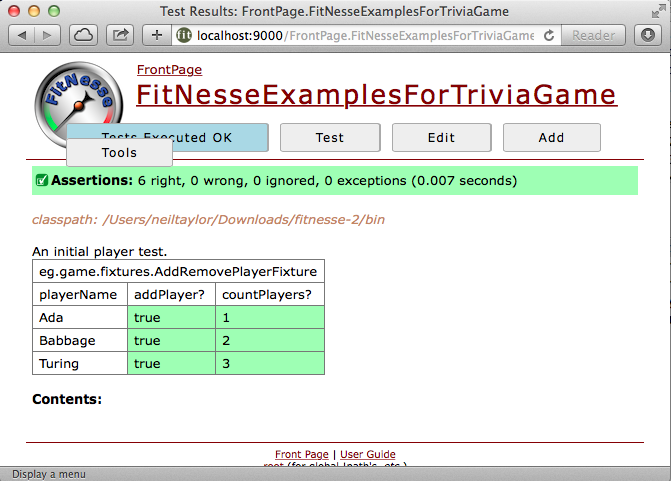 Test Results: FrontPage.FitNesseExamplesForTriviaGame
fit localhost:9000/FrontPage.FitNesseExamplesForTriviaGame Reader
FitNesse
FrontPage
FitNesseExamplesForTriviaGame
Tests Executed OK Test Edit Add
Tools
Assertions: 6 right, 0 wrong, 0 ignored, 0 exceptions (0.007 seconds)
classpath: /Users/neiltaylor/Downloads/fitnesse-2/bin
An initial player test.
eg.game.fixtures.AddRemovePlayerFixture
playerName addPlayer? countPlayers?
Ada true 1
Babbage true 2
Turing true 3
Contents:
Front Page | User Guide
root (for global !path's, etc.)
Display a menu